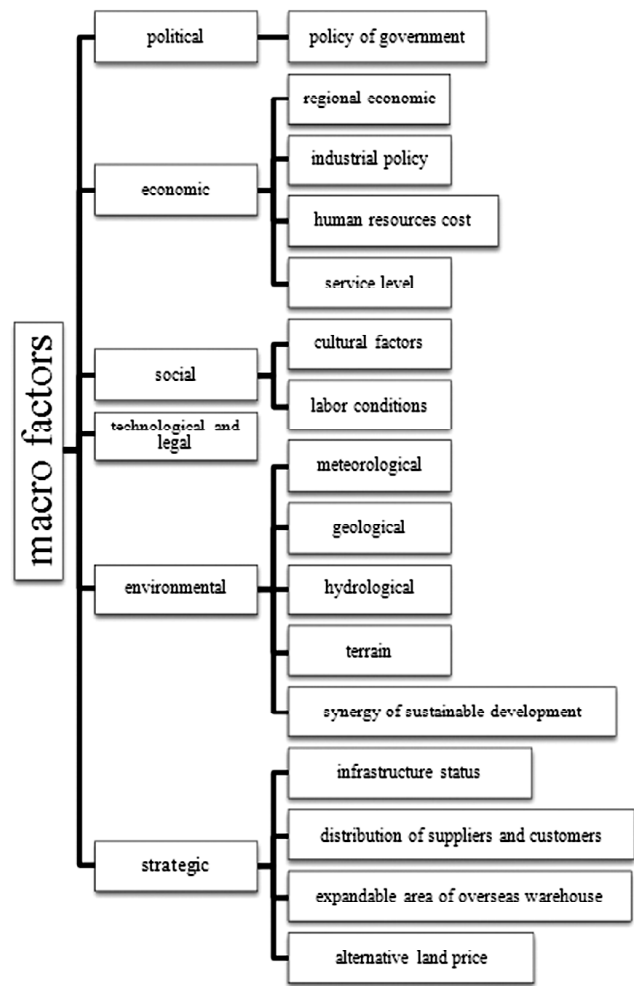 macro factors
political
policy of government
economic
regional economic
industrial policy
human resources cost
service level
social
cultural factors
labor conditions
technological and
legal
environmental
meteorological
geological
hydrological
terrain
synergy of sustainable development
strategic
infrastructure status
distribution of suppliers and customers
expandable area of overseas warehouse
alternative land price